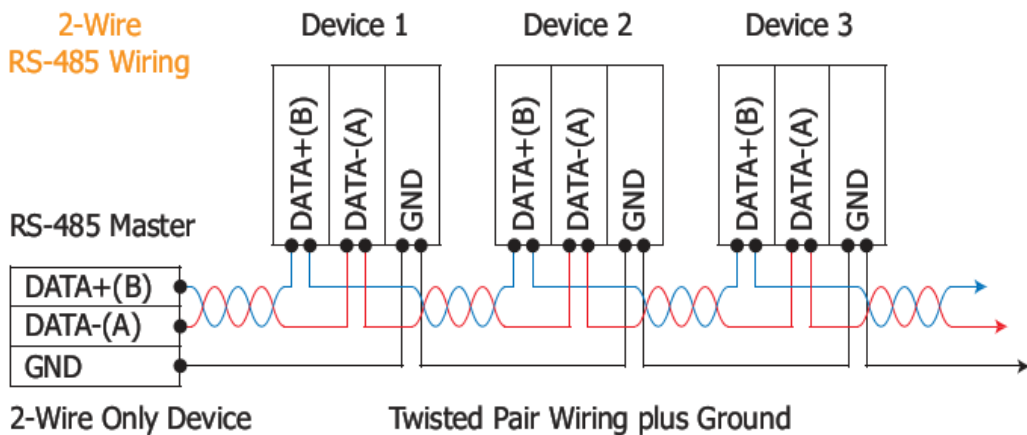 2-Wire
RS-485 Wiring
Device 1
Device 2
Device 3
DATA+(B)
DATA-(A)
GND
DATA+(B)
DATA-(A)
GND
DATA+(B)
DATA-(A)
GND
RS-485 Master
DATA+(B)
DATA-(A)
GND
2-Wire Only Device
Twisted Pair Wiring plus Ground